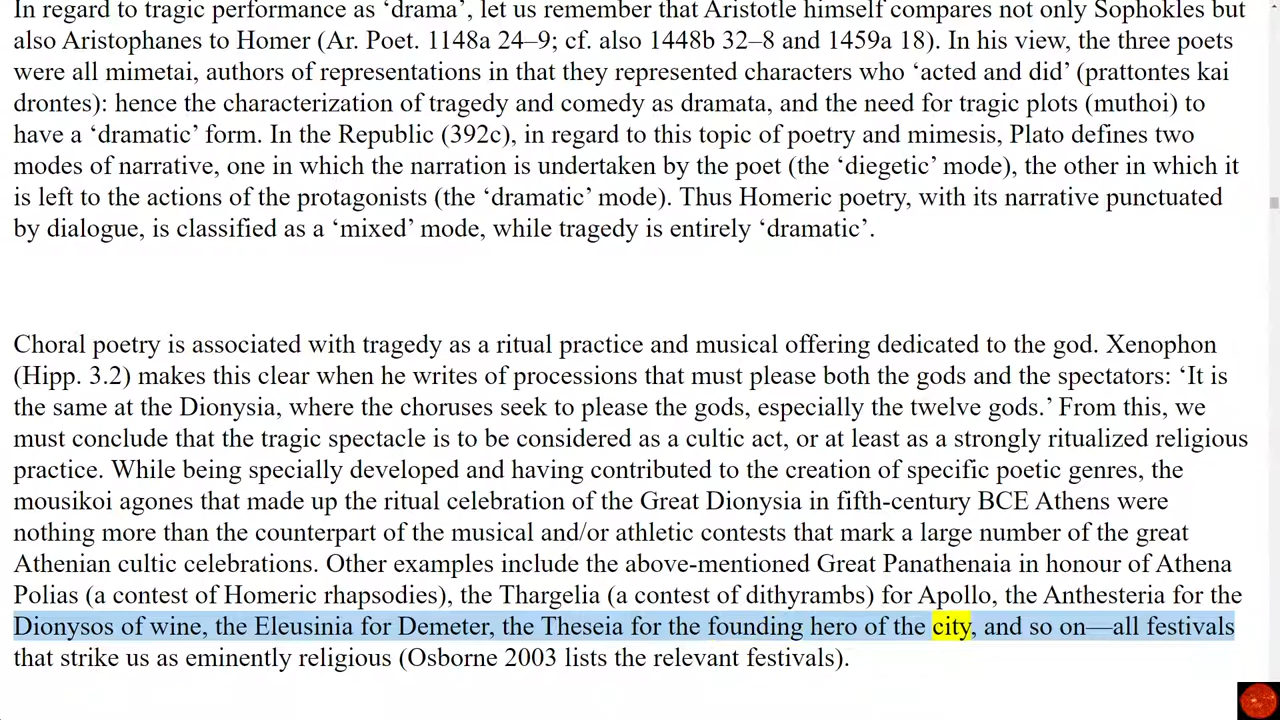 In regard to tragic performance as ‘drama’, let us remember that Aristotle himself compares not only Sophokles but
also Aristophanes to Homer (Ar. Poet. 1148a 24–9; cf. also 1448b 32–8 and 1459a 18). In his view, the three poets
were all mimetai, authors of representations in that they represented characters who ‘acted and did’ (prattontes kai
drontes): hence the characterization of tragedy and comedy as dramata, and the need for tragic plots (muthoi) to
have a ‘dramatic’ form. In the Republic (392c), in regard to this topic of poetry and mimesis, Plato defines two
modes of narrative, one in which the narration is undertaken by the poet (the ‘diegetic’ mode), the other in which it
is left to the actions of the protagonists (the ‘dramatic’ mode). Thus Homeric poetry, with its narrative punctuated
by dialogue, is classified as a ‘mixed’ mode, while tragedy is entirely ‘dramatic’.
Choral poetry is associated with tragedy as a ritual practice and musical offering dedicated to the god. Xenophon
(Hipp. 3.2) makes this clear when he writes of processions that must please both the gods and the spectators: ‘It is
the same at the Dionysia, where the choruses seek to please the gods, especially the twelve gods.’ From this, we
must conclude that the tragic spectacle is to be considered as a cultic act, or at least as a strongly ritualized religious
practice. While being specially developed and having contributed to the creation of specific poetic genres, the
mousikoi agones that made up the ritual celebration of the Great Dionysia in fifth-century BCE Athens were
nothing more than the counterpart of the musical and/or athletic contests that mark a large number of the great
Athenian cultic celebrations. Other examples include the above-mentioned Great Panathenaia in honour of Athena
Polias (a contest of Homeric rhapsodies), the Thargelia (a contest of dithyrambs) for Apollo, the Anthesteria for the
Dionysos of wine, the Eleusinia for Demeter, the Theseia for the founding hero of the city, and so on—all festivals
that strike us as eminently religious (Osborne 2003 lists the relevant festivals).